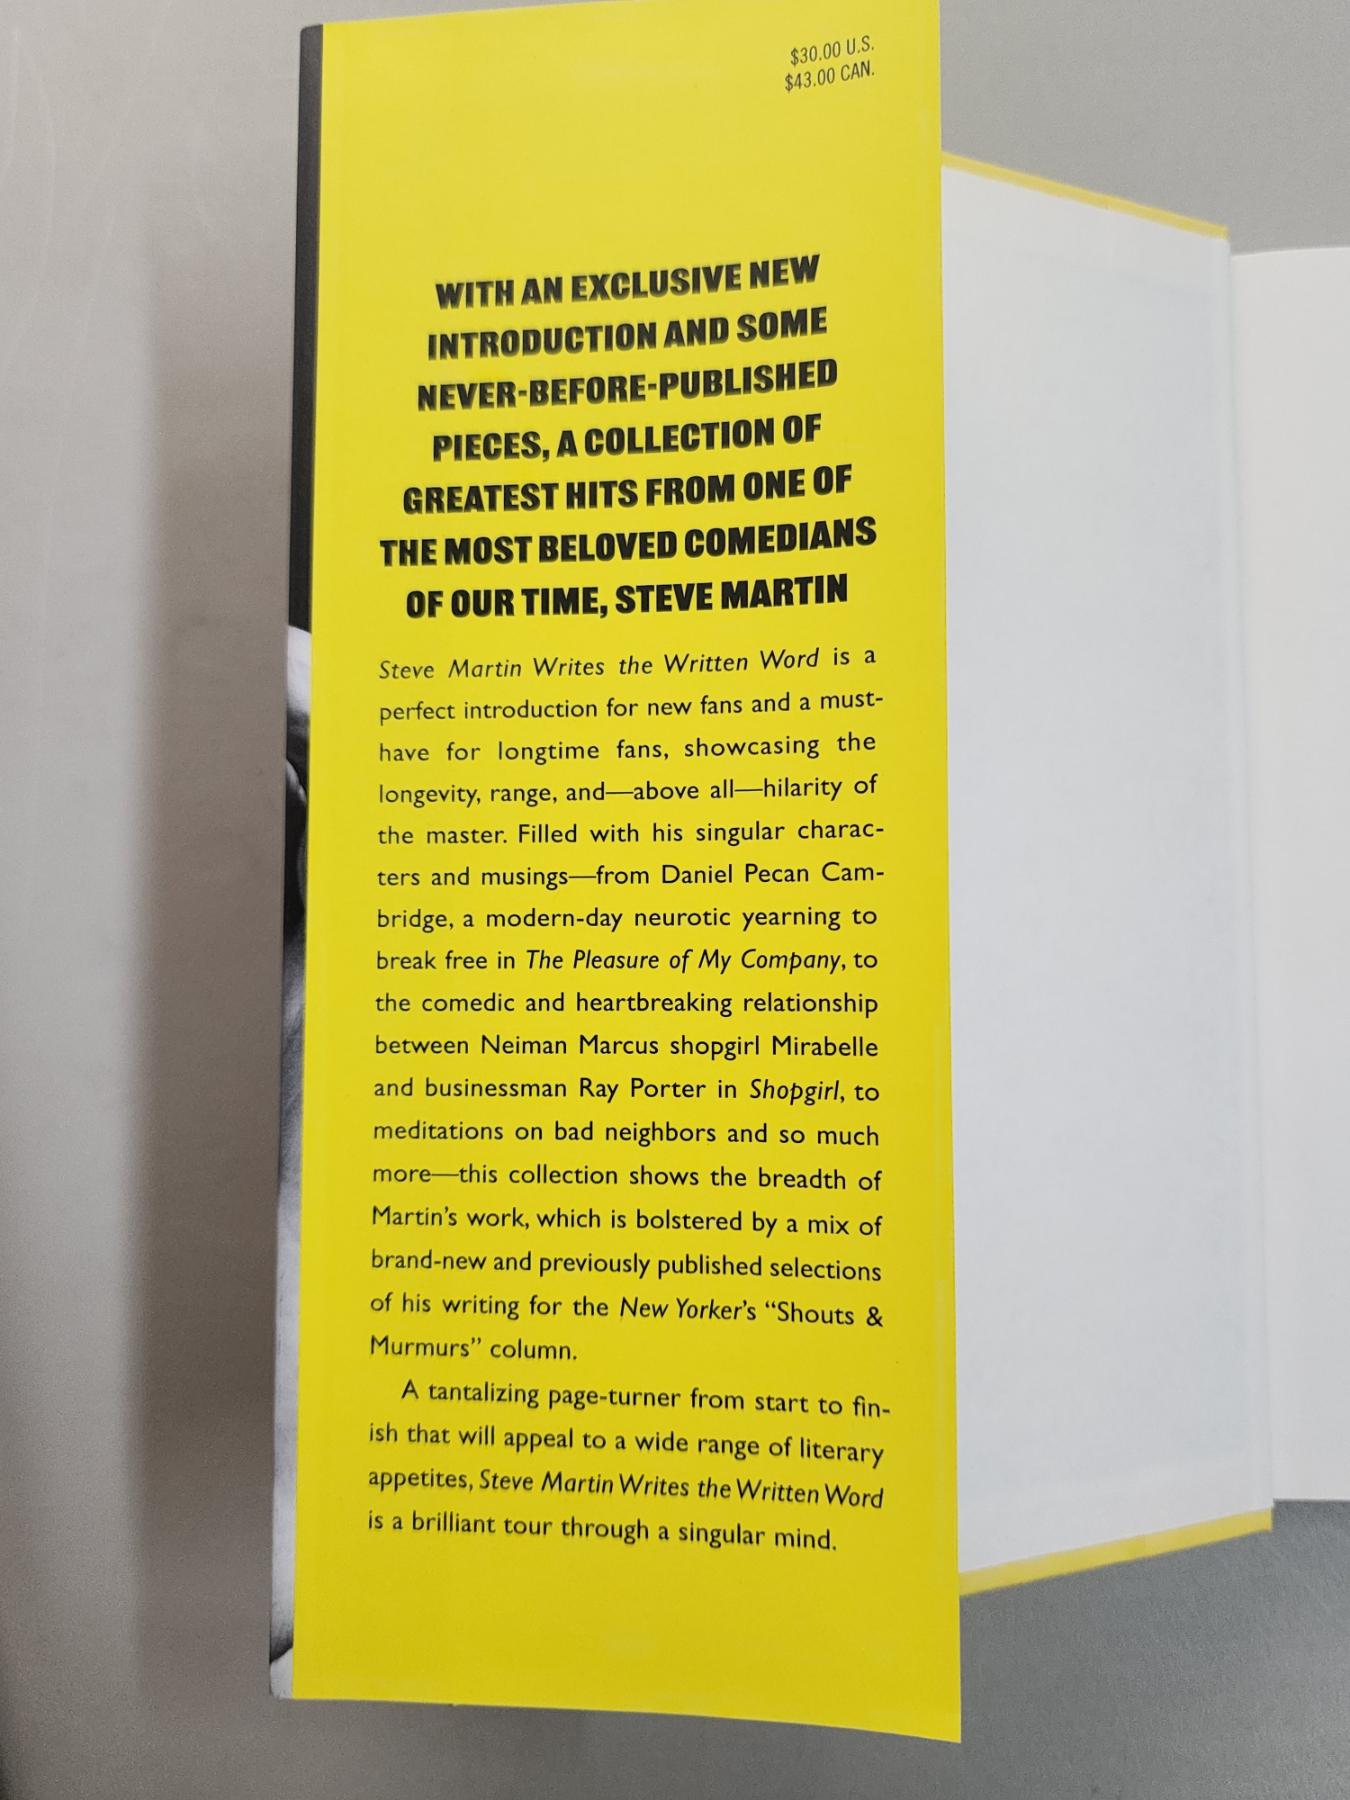 $30.00 U.S.
$43.00 CAN.
WITH AN EXCLUSIVE NEW
INTRODUCTION AND SOME
NEVER-BEFORE-PUBLISHED
PIECES, A COLLECTION OF
GREATEST HITS FROM ONE OF
THE MOST BELOVED COMEDIANS
OF OUR TIME, STEVE MARTIN
Steve Martin Writes the Written Word is a
perfect introduction for new fans and a must-
have for longtime fans, showcasing the
longevity, range, and—above all—hilarity of
the master. Filled with his singular charac-
ters and musings—from Daniel Pecan Cam-
bridge, a modern-day neurotic yearning to
break free in The Pleasure of My Company, to
the comedic and heartbreaking relationship
between Neiman Marcus shopgirl Mirabelle
and businessman Ray Porter in Shopgirl, to
meditations on bad neighbors and so much
more—this collection shows the breadth of
Martin's work, which is bolstered by a mix of
brand-new and previously published selections
of his writing for the New Yorker's “Shouts &
Murmurs” column.
A tantalizing page-turner from start to fin-
ish that will appeal to a wide range of literary
appetites, Steve Martin Writes the Written Word
is a brilliant tour through a singular mind.